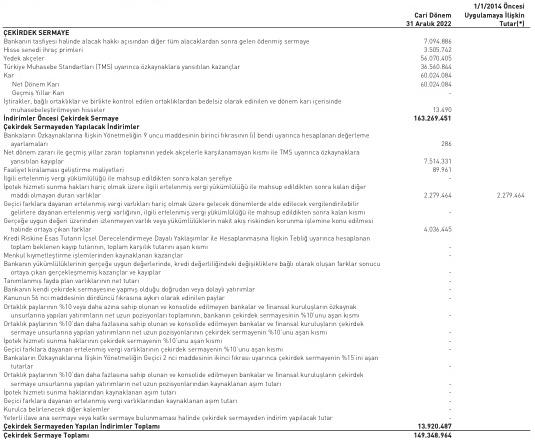 1/1/2014 Öncesi
Cari Dönem Uygulamaya İlişkin
31 Aralık 2022 Tutar(*)
ÇEKİRDEK SERMAYE
Bankanın tasfiyesi halinde alacak hakkı açısından diğer tüm alacaklardan sonra gelen ödenmiş sermaye 7.094.886
Hisse senedi ihraç primleri 3.505.742
Yedek akçeler 56.070.405
Türkiye Muhasebe Standartları (TMS) uyarınca özkaynaklara yansıtılan kazançlar 36.560.844
Kar 60.024.084
Net Dönem Karı 60.024.084
Geçmiş Yıllar Karı -
İştirakler, bağlı ortaklıklar ve birlikte kontrol edilen ortaklıklardan bedelsiz olarak edinilen ve dönem karı içerisinde
muhasebeleştirilmeyen hisseler 13.490
İndirimler Öncesi Çekirdek Sermaye 163.269.451
Çekirdek Sermayeden Yapılacak İndirimler
Bankaların Özkaynaklarına İlişkin Yönetmeliğin 9 uncu maddesinin birinci fıkrasının (i) bendi uyarınca hesaplanan değerleme
ayarlamaları 286
Net dönem zararı ile geçmiş yıllar zararı toplamının yedek akçelerle karşılanamayan kısmı ile TMS uyarınca özkaynaklara
yansıtılan kayıplar 7.514.331
Faaliyet kiralaması geliştirme maliyetleri 89.961
İlgili ertelenmiş vergi yükümlülüğü ile mahsup edildikten sonra kalan şerefiye -
İpotek hizmeti sunma hakları hariç olmak üzere ilgili ertelenmiş vergi yükümlülüğü ile mahsup edildikten sonra kalan diğer
maddi olmayan duran varlıklar 2.279.464 2.279.464
Geçici farklara dayanan ertelenmiş vergi varlıkları hariç olmak üzere gelecek dönemlerde elde edilecek vergilendirilebilir
gelirlere dayanan ertelenmiş vergi varlığının, ilgili ertelenmiş vergi yükümlülüğü ile mahsup edildikten sonra kalan kısmı -
Gerçeğe uygun değeri üzerinden izlenmeyen varlık veya yükümlülüklerin nakit akış riskinden korunma işlemine konu edilmesi
halinde ortaya çıkan farklar 4.036.445
Kredi Riskine Esas Tutarın İçsel Derecelendirmeye Dayalı Yaklaşımlar ile Hesaplanmasına İlişkin Tebliğ uyarınca hesaplanan
toplam beklenen kayıp tutarının, toplam karşılık tutarını aşan kısmı -
Menkul kıymetleştirme işlemlerinden kaynaklanan kazançlar -
Bankanın yükümlülüklerinin gerçeğe uygun değerlerinde, kredi değerliliğindeki değişikliklere bağlı olarak oluşan farklar sonucu
ortaya çıkan gerçekleşmemiş kazançlar ve kayıplar -
Tanımlanmış fayda plan varlıklarının net tutarı -
Bankanın kendi çekirdek sermayesine yapmış olduğu doğrudan veya dolaylı yatırımlar -
Kanunun 56 ncı maddesinin dördüncü fıkrasına aykırı olarak edinilen paylar -
Ortaklık paylarının %10 veya daha azına sahip olunan ve konsolide edilmeyen bankalar ve finansal kuruluşların özkaynak
unsurlarına yapılan yatırımların net uzun pozisyonları toplamının, bankanın çekirdek sermayesinin %10'unu aşan kısmı -
Ortaklık paylarının %10'dan daha fazlasına sahip olunan ve konsolide edilmeyen bankalar ve finansal kuruluşların çekirdek
sermaye unsurlarına yapılan yatırımların net uzun pozisyonlarının çekirdek sermayenin %10'unu aşan kısmı -
İpotek hizmeti sunma haklarının çekirdek sermayenin %10'unu aşan kısmı -
Geçici farklara dayanan ertelenmiş vergi varlıklarının çekirdek sermayenin %10'unu aşan kısmı -
Bankaların Özkaynaklarına İlişkin Yönetmeliğin Geçici 2 nci maddesinin ikinci fıkrası uyarınca çekirdek sermayenin %15'ini aşan
tutarlar -
Ortaklık paylarının %10'dan daha fazlasına sahip olunan ve konsolide edilmeyen bankalar ve finansal kuruluşların çekirdek
sermaye unsurlarına yapılan yatırımların net uzun pozisyonlarından kaynaklanan aşım tutarı -
İpotek hizmeti sunma haklarından kaynaklanan aşım tutarı -
Geçici farklara dayanan ertelenmiş vergi varlıklarından kaynaklanan aşım tutarı -
Kurulca belirlenecek diğer kalemler -
Yeterli ilave ana sermaye veya katkı sermaye bulunmaması halinde çekirdek sermayeden indirim yapılacak tutar -
Çekirdek Sermayeden Yapılan İndirimler Toplamı 13.920.487
Çekirdek Sermaye Toplamı 149.348.964